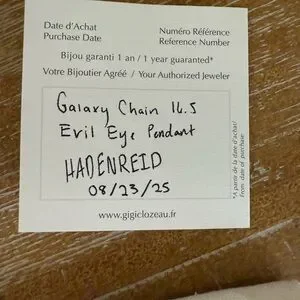 Date d'Achat
Purchase Date
Numéro Référence
Reference Number
Bijou garanti 1 an / 1 year guaranted*
Votre Bijoutier Agréé / Your Authorized Jeweler
Galaxy Chain 16.5
Evil Eye Pendant
HADENREID
08/23/25
*A partir de la date d'achat/
From date of purchase
www.gigiclozeau.fr